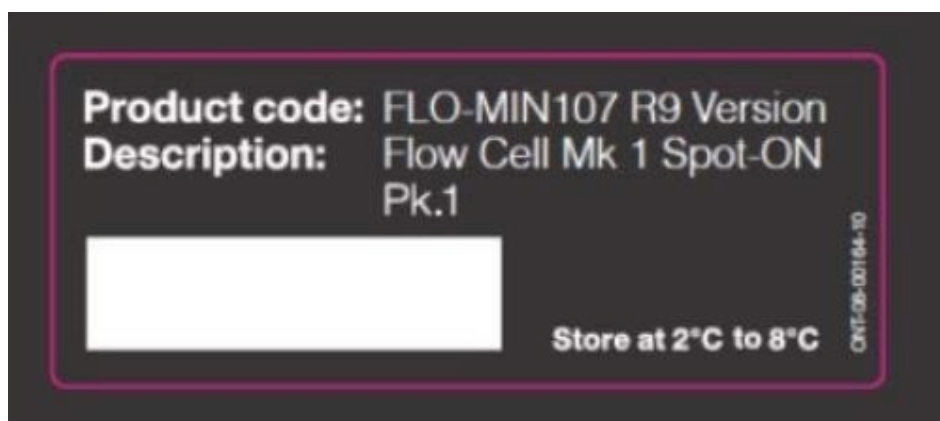 Product code: FLO-MIN107 R9 Version
Description: Flow Cell Mk 1 Spot-ON
Pk.1
Store at 2°C to 8°C
ONT-08-00164-10